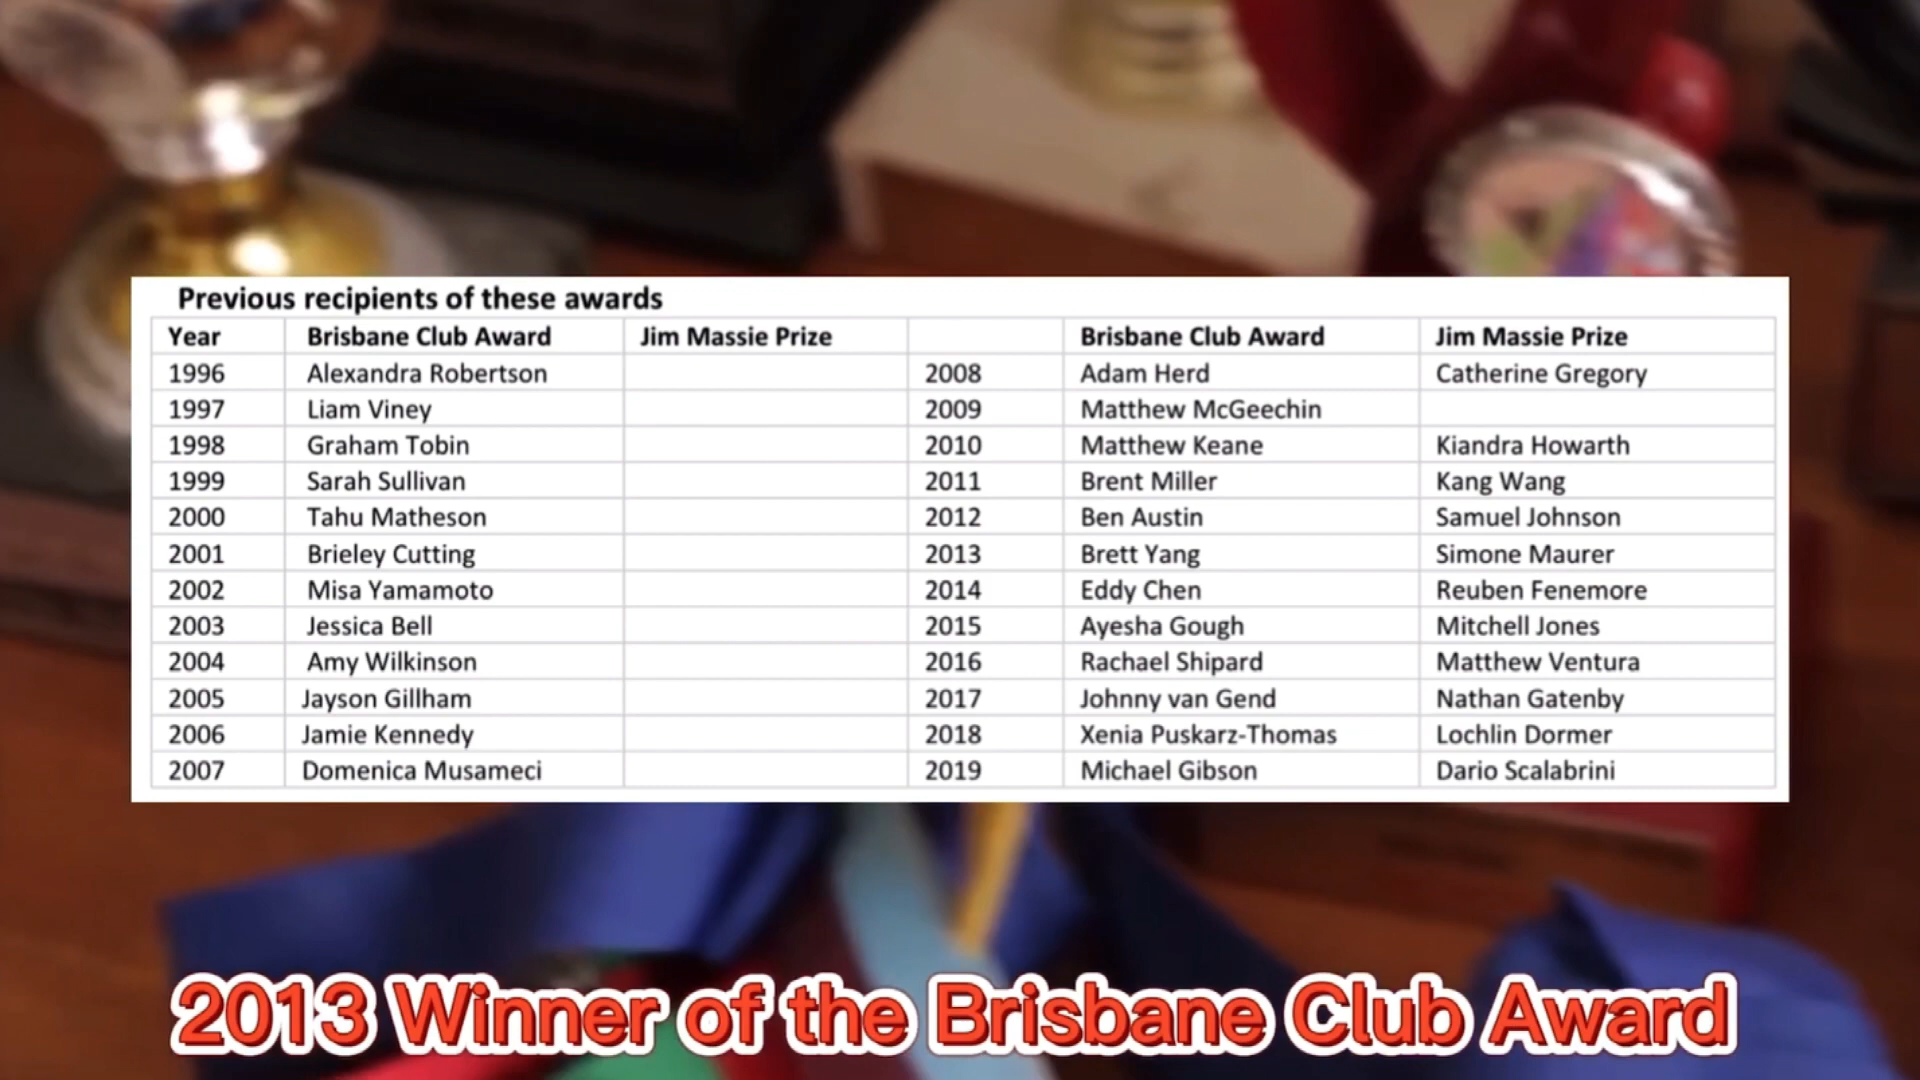 Previous recipients of these awards
Year Brisbane Club Award Jim Massie Prize Brisbane Club Award Jim Massie Prize
1996 Alexandra Robertson 2008 Adam Herd Catherine Gregory
1997 Liam Viney 2009 Matthew McGeechin
1998 Graham Tobin 2010 Matthew Keane Kiandra Howarth
1999 Sarah Sullivan 2011 Brent Miller Kang Wang
2000 Tahu Matheson 2012 Ben Austin Samuel Johnson
2001 Brieley Cutting 2013 Brett Yang Simone Maurer
2002 Misa Yamamoto 2014 Eddy Chen Reuben Fenemore
2003 Jessica Bell 2015 Ayesha Gough Mitchell Jones
2004 Amy Wilkinson 2016 Rachael Shipard Matthew Ventura
2005 Jayson Gillham 2017 Johnny van Gend Nathan Gatenby
2006 Jamie Kennedy 2018 Xenia Puskarz-Thomas Lochlin Dormer
2007 Domenica Musameci 2019 Michael Gibson Dario Scalabrini
2013 Winner of the Brisbane Club Award